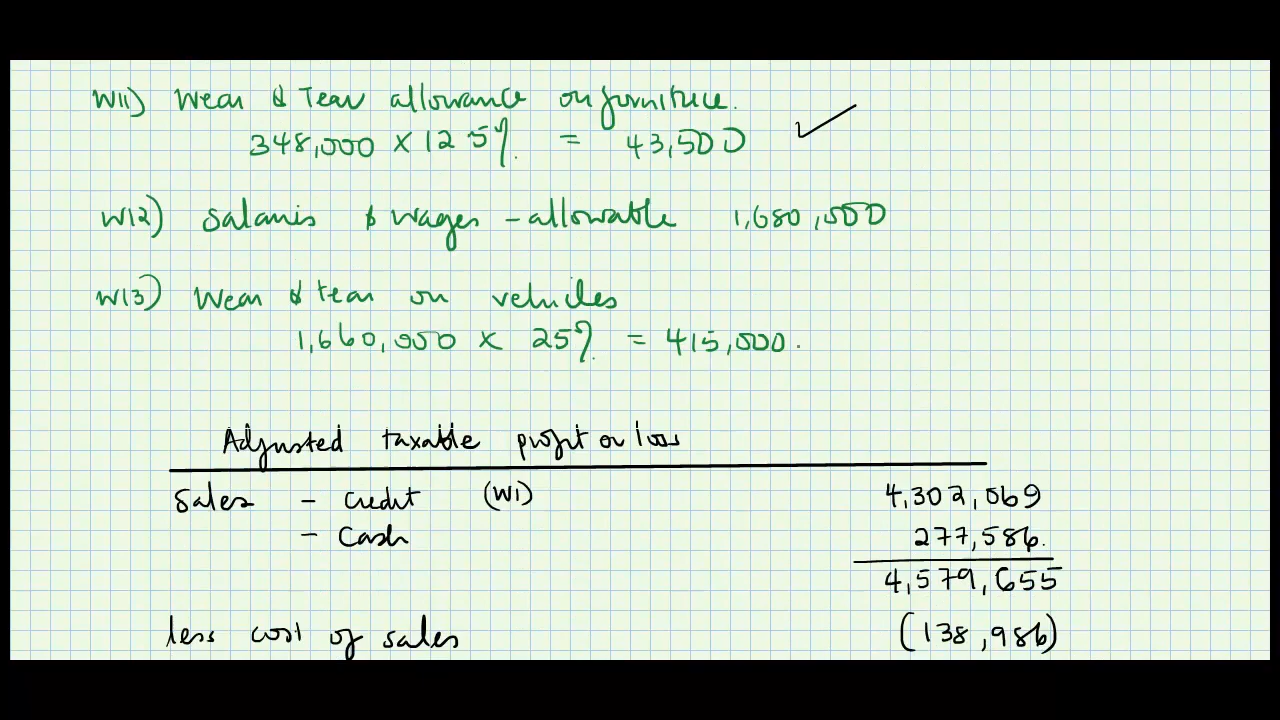 W11) Wear & Tear allowance on furniture.
348,000 X 12.5% = 43,500
W12) Salaries & wages - allowable 1,680,000
W13) Wear & tear on vehicles
1,660,000 x 25% = 415,000.
Adjusted taxable profit or loss
Sales - Credit (W1) 4,302,069
- Cash 277,586.
4,579,655
less cost of sales (138,986)